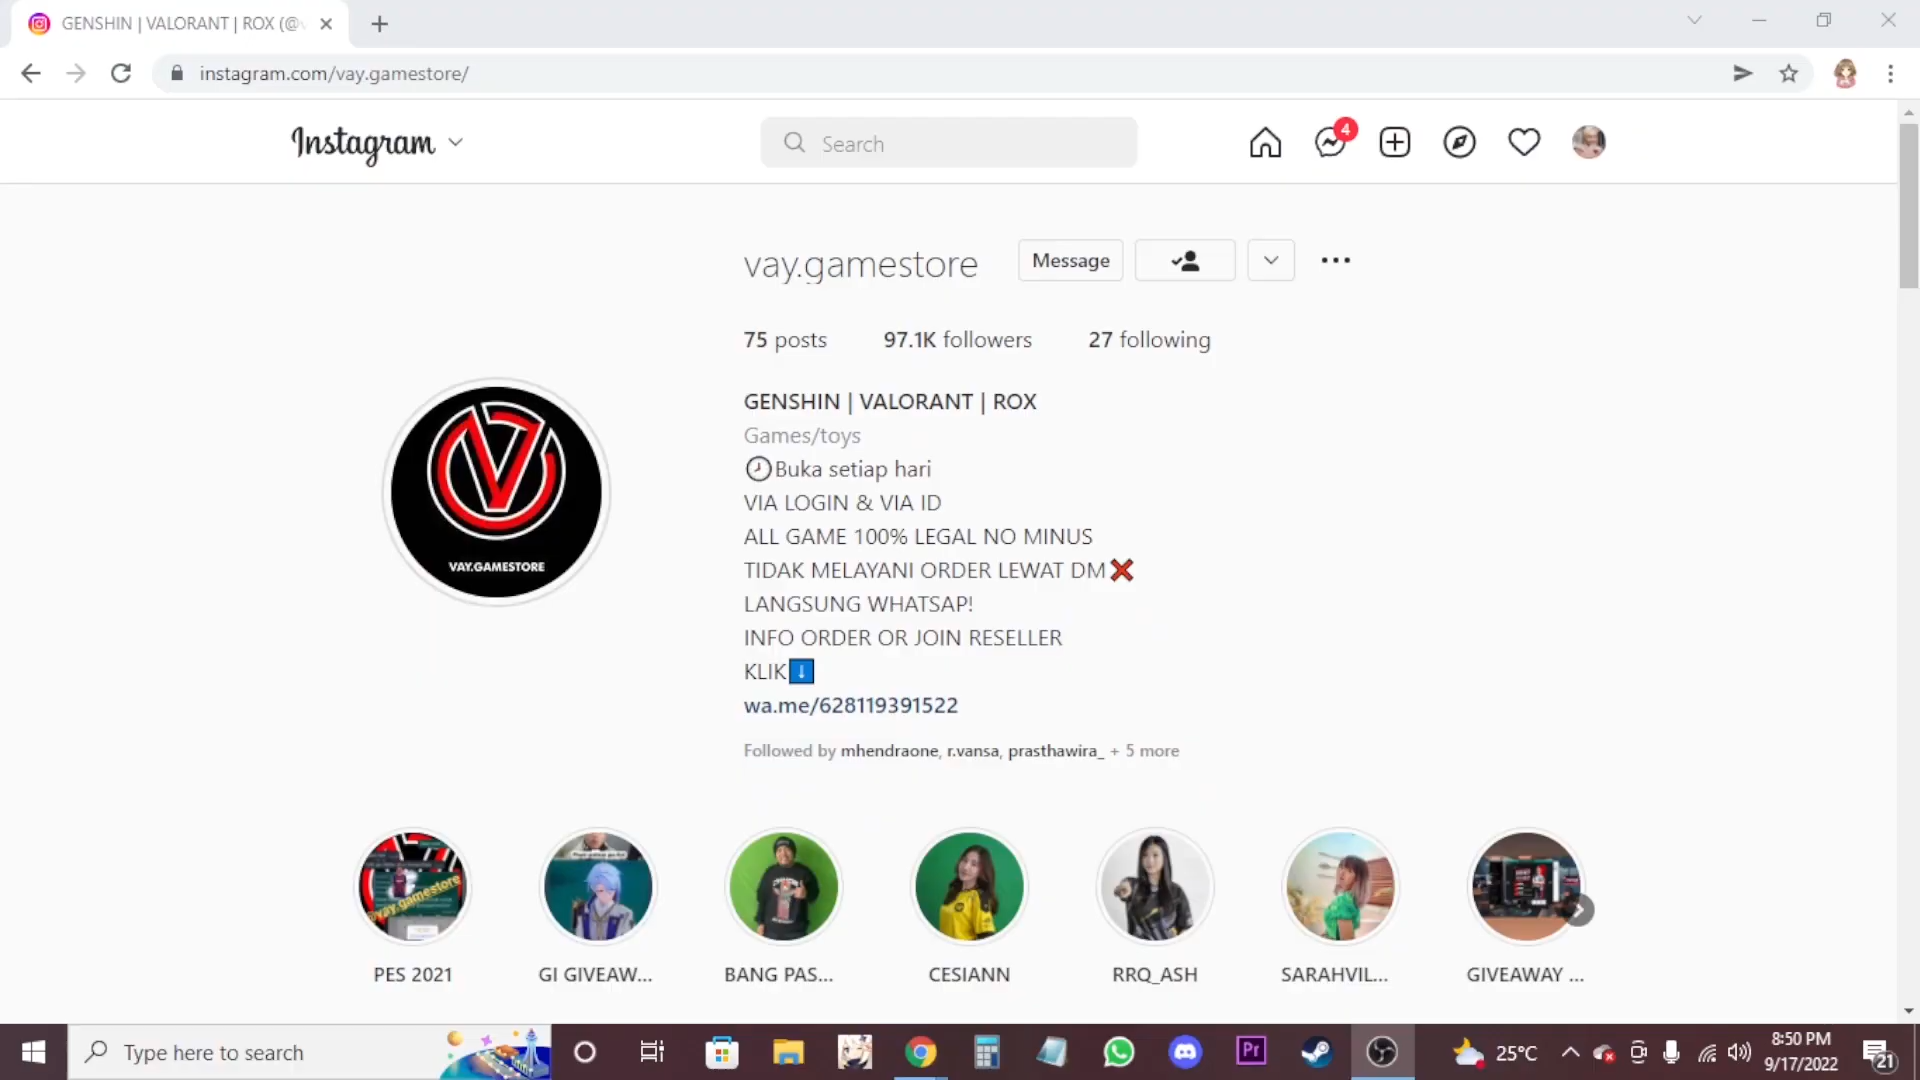 GENSHIN | VALORANT | ROX (@v
instagram.com/vay.gamestore/
Instagram
Search
4
vay.gamestore
Message
75 posts 97.1K followers 27 following
GENSHIN | VALORANT | ROX
Games/toys
Buka setiap hari
VIA LOGIN & VIA ID
ALL GAME 100% LEGAL NO MINUS
TIDAK MELAYANI ORDER LEWAT DM❌
LANGSUNG WHATSAP!
INFO ORDER OR JOIN RESELLER
KLIK⬇️
wa.me/628119391522
Followed by mhendraone, r.vansa, prasthawira_ + 5 more
VAY.GAMESTORE
@vay.gamestore
PES 2021 GI GIVEAW... BANG PAS... CESIANN RRQ_ASH SARAHVIL... GIVEAWAY ...
Type here to search
Pr
25°C
8:50 PM
9/17/2022
21